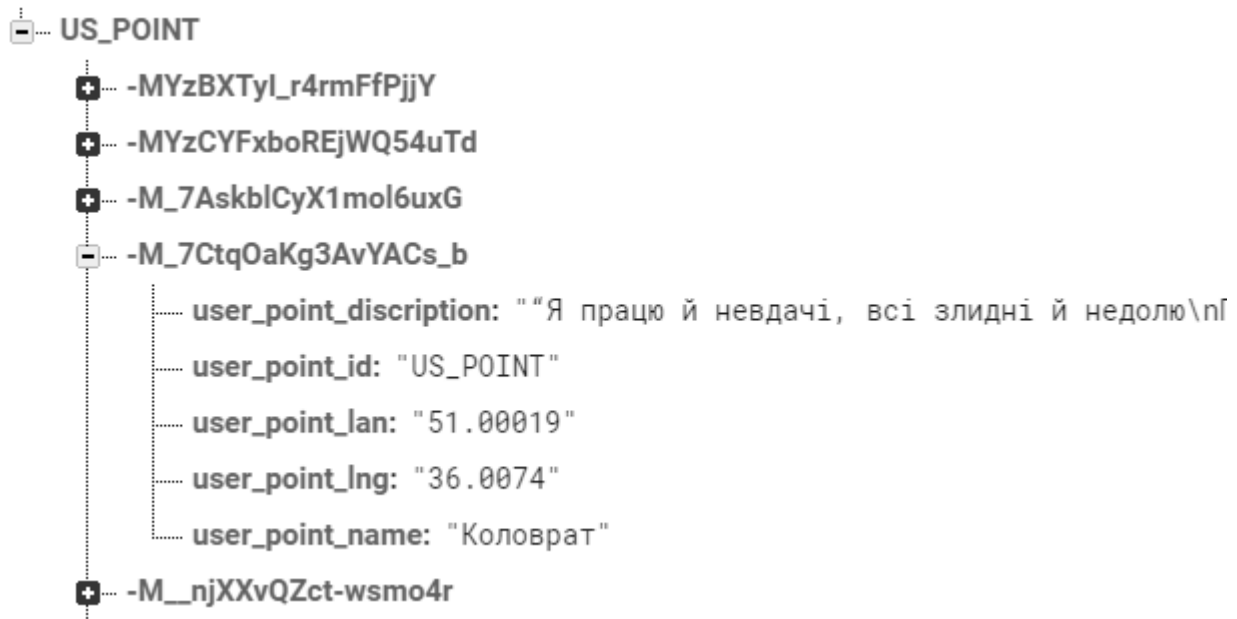 US_POINT
-MYzBXTyI_r4rmFfPjjY
-MYzCYFxboREjWQ54uTd
-M_7AskblCyX1mol6uxG
-M_7CtqOaKg3AvYACs_b
user_point_discription: "“Я працю й невдачі, всі злидні й недолю\n
user_point_id: "US_POINT"
user_point_lan: "51.00019"
user_point_lng: "36.0074"
user_point_name: "Коловрат"
-M__njXXvQZct-wsmo4r